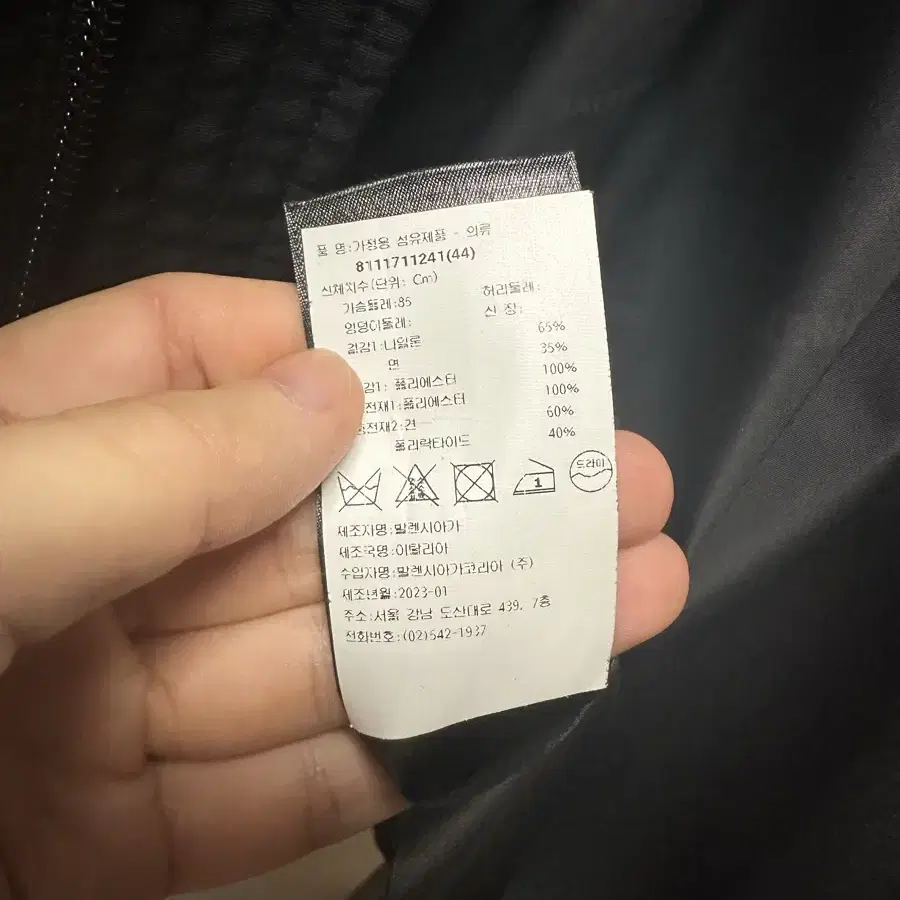 품 명:가정용 섬유제품 - 의류
8111711241(44)
신체치수(단위: Cm)
가슴둘레:85 허리둘레:
엉덩이둘레: 신 장:
겉감1:나일론 65%
면 35%
감1: 폴리에스터 100%
전재1:폴리에스터 100%
전재2:견 60%
폴리락타이드 40%
1 드라이
제조자명:말렌시아가
제조국명:이탈리아
수입자명:말렌시아가코리아 (주)
제조년월:2023-01
주소:서울 강남 도산대로 439, 7층
전화번호:(02)542-1937